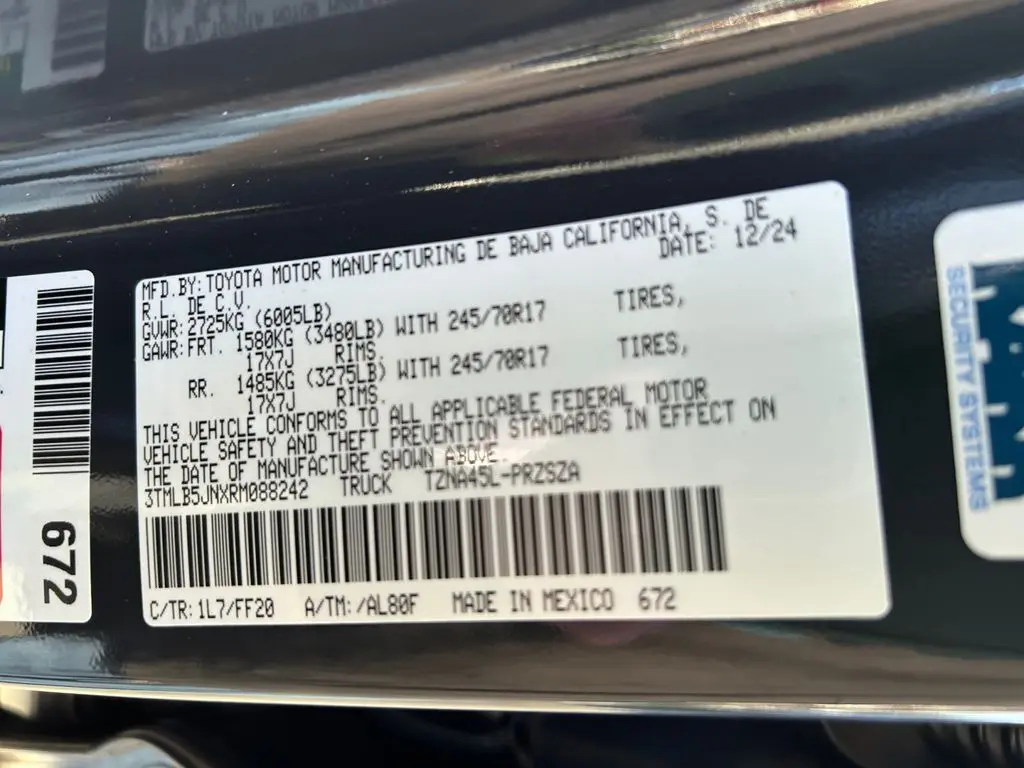 MFD.BY: TOYOTA MOTOR MANUFACTURING DE BAJA CALIFORNIA, S. DE
R.L. DE C.V. DATE: 12/24
GVWR: 2725KG (6005LB)
GAWR: FRT. 1580KG (3480LB) WITH 245/70R17 TIRES,
17X7J RIMS.
RR. 1485KG (3275LB) WITH 245/70R17 TIRES,
17X7J RIMS.
THIS VEHICLE CONFORMS TO ALL APPLICABLE FEDERAL MOTOR
VEHICLE SAFETY AND THEFT PREVENTION STANDARDS IN EFFECT ON
THE DATE OF MANUFACTURE SHOWN ABOVE.
3TMLB5JNXRM088242 TRUCK TZNA45L-PRZSZA
C/TR: 1L7/FF20 A/TM: /AL80F MADE IN MEXICO 672
672
SECURITY SYSTEMS